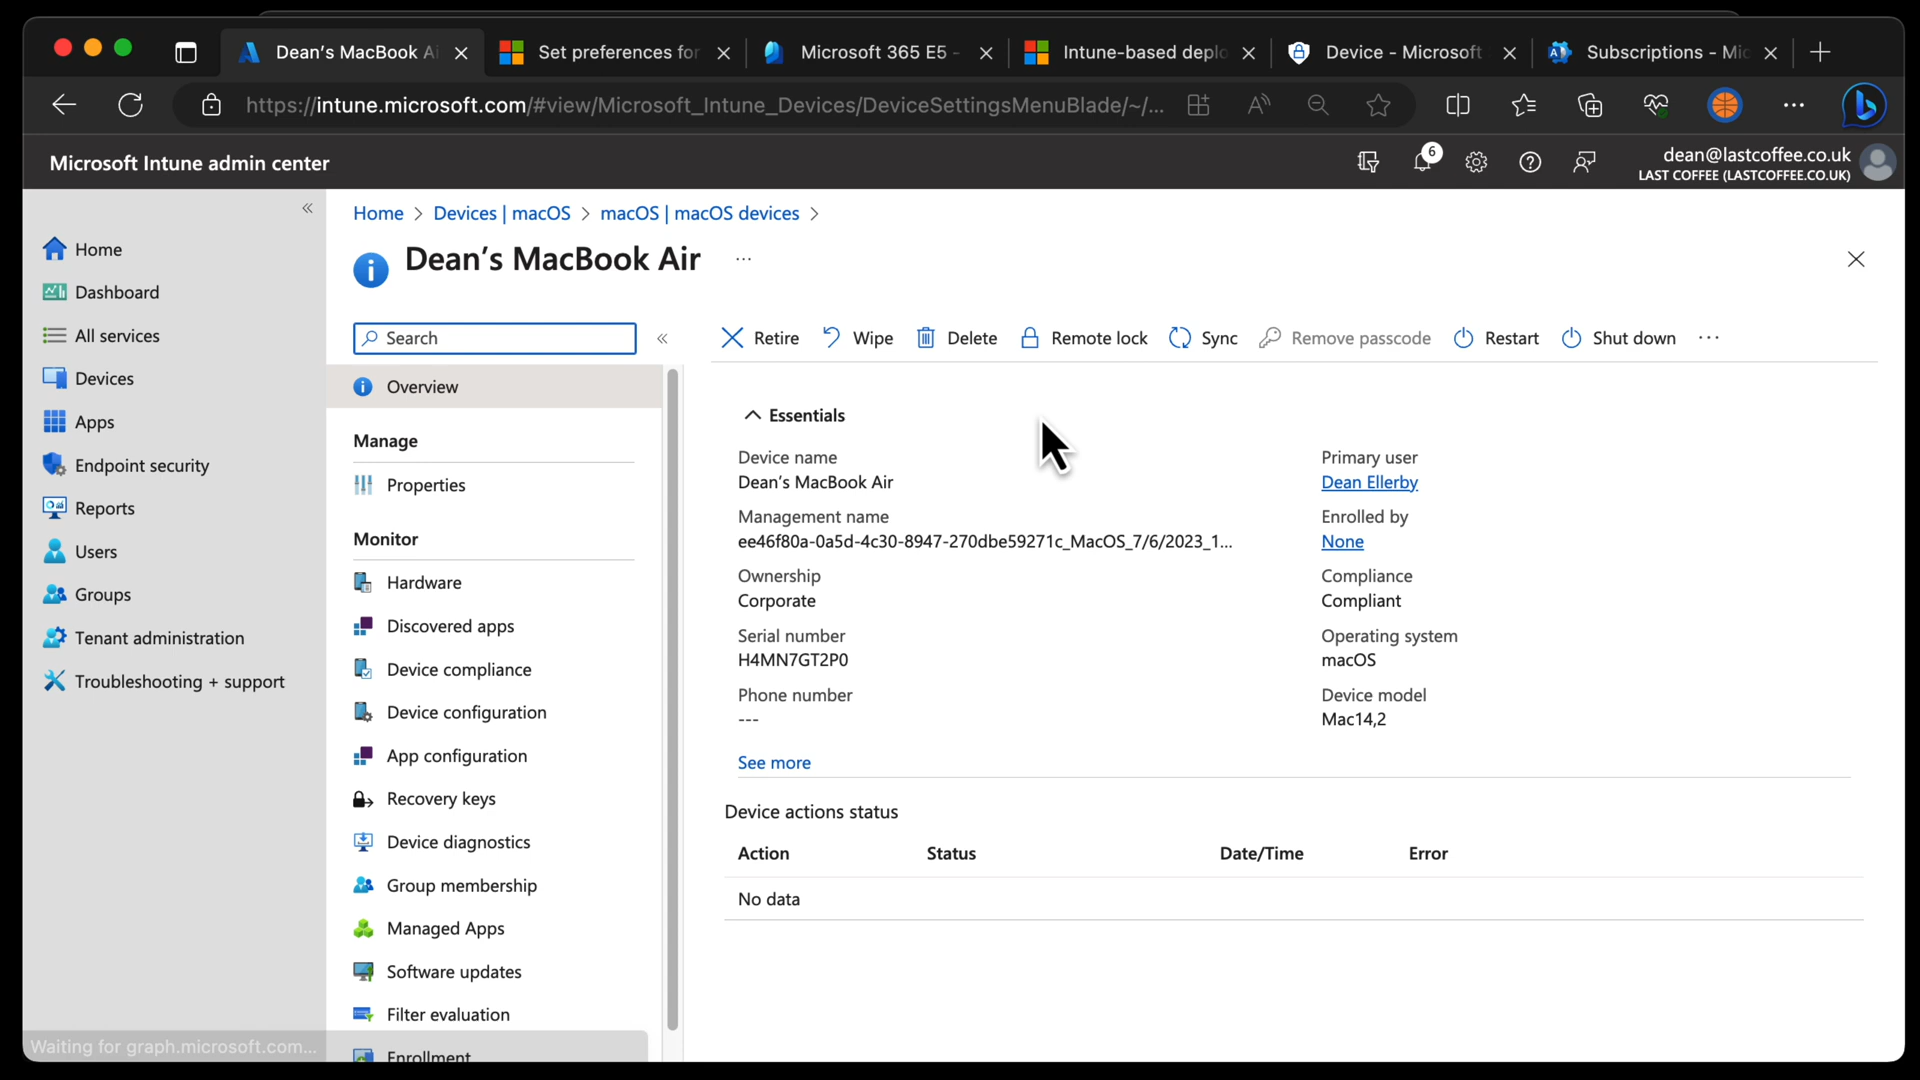 Dean's MacBook Ai
Set preferences for
Microsoft 365 E5 -
Intune-based deplo
Device - Microsoft
Subscriptions - Mic
https://intune.microsoft.com/#view/Microsoft_Intune_Devices/DeviceSettingsMenuBlade/~/...
Microsoft Intune admin center
6
dean@lastcoffee.co.uk
LAST COFFEE (LASTCOFFEE.CO.UK)
Home
Dashboard
All services
Devices
Apps
Endpoint security
Reports
Users
Groups
Tenant administration
Troubleshooting + support
Waiting for graph.microsoft.com...
Home > Devices | macOS > macOS | macOS devices >
Dean's MacBook Air ...
Search
Overview
Manage
Properties
Monitor
Hardware
Discovered apps
Device compliance
Device configuration
App configuration
Recovery keys
Device diagnostics
Group membership
Managed Apps
Software updates
Filter evaluation
Enrollment
Retire Wipe Delete Remote lock Sync Remove passcode Restart Shut down ...
Essentials
Device name
Dean's MacBook Air
Management name
ee46f80a-0a5d-4c30-8947-270dbe59271c_MacOS_7/6/2023_1...
Ownership
Corporate
Serial number
H4MN7GT2P0
Phone number
---
See more
Primary user
Dean Ellerby
Enrolled by
None
Compliance
Compliant
Operating system
macOS
Device model
Mac14,2
Device actions status
Action Status Date/Time Error
No data